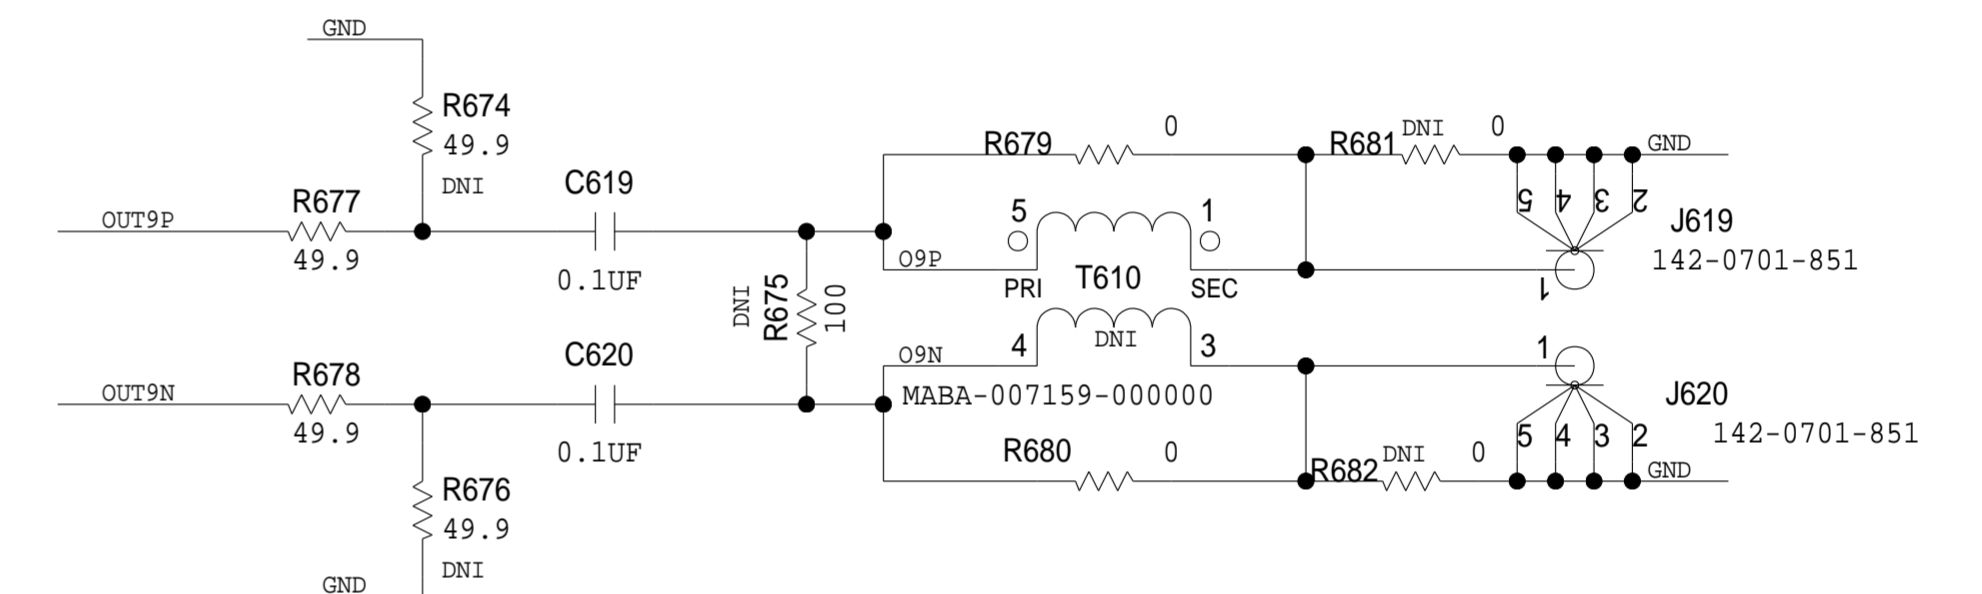 GND
R674
49.9
DNI
OUT9P
R677
49.9
C619
0.1UF
R679
0
R681
DNI
0
GND
5
4
3
2
J619
142-0701-851
1
O9P
5
1
PRI
T610
SEC
DNI
R675
100
DNI
4
3
O9N
MABA-007159-000000
OUT9N
R678
49.9
C620
0.1UF
1
J620
142-0701-851
5
4
3
2
R680
0
R682
DNI
0
GND
R676
49.9
DNI
GND